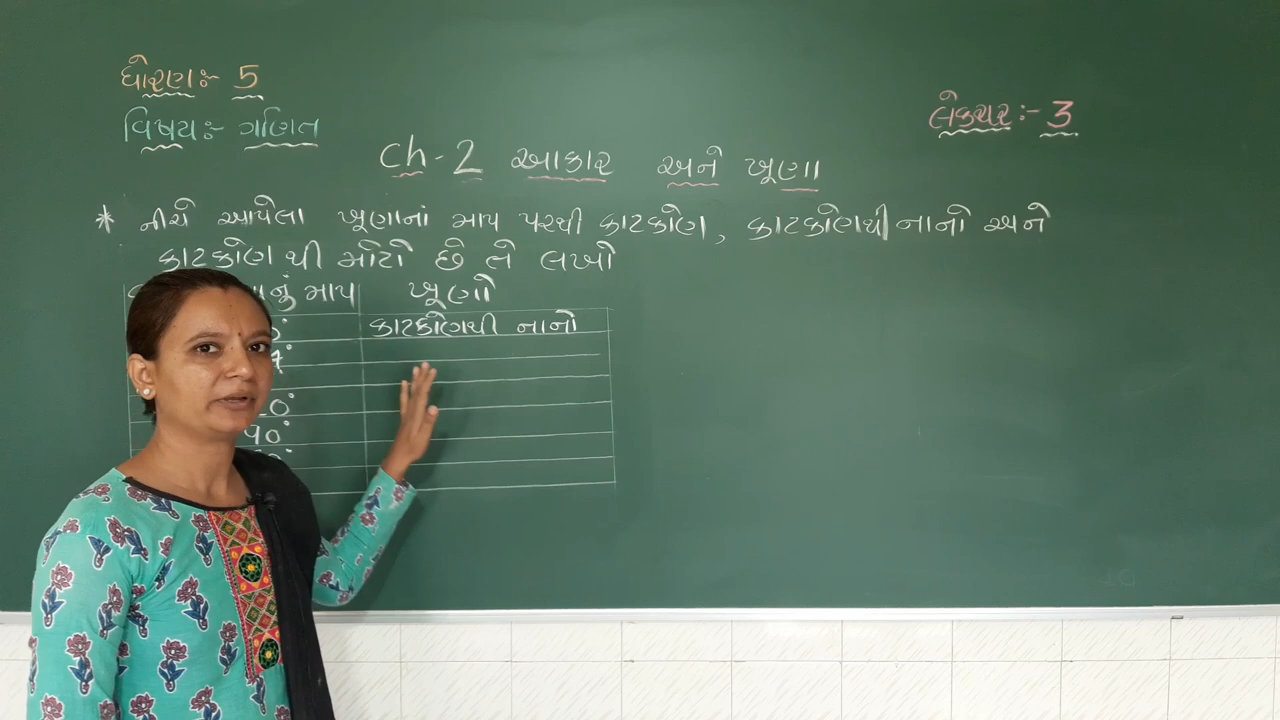 ધોરણ:- 5
વિષય:- ગણિત
લેક્ચર:- 3
ch-2 આકાર અને ખૂણા
* નીચે આપેલા ખૂણાનાં માપ પરથી કાટકોણ, કાટકોણથી નાનો અને
કાટકોણ થી મોટો છે તે લખો
માપ ખૂણો
કાટકોણથી નાનો
૧૦°